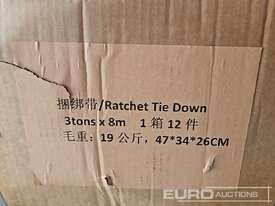 捆绑带/Ratchet Tie Down
3tons x 8m 1 箱 12 件
毛重: 19 公斤, 47*34*26CM
EURO AUCTIONS